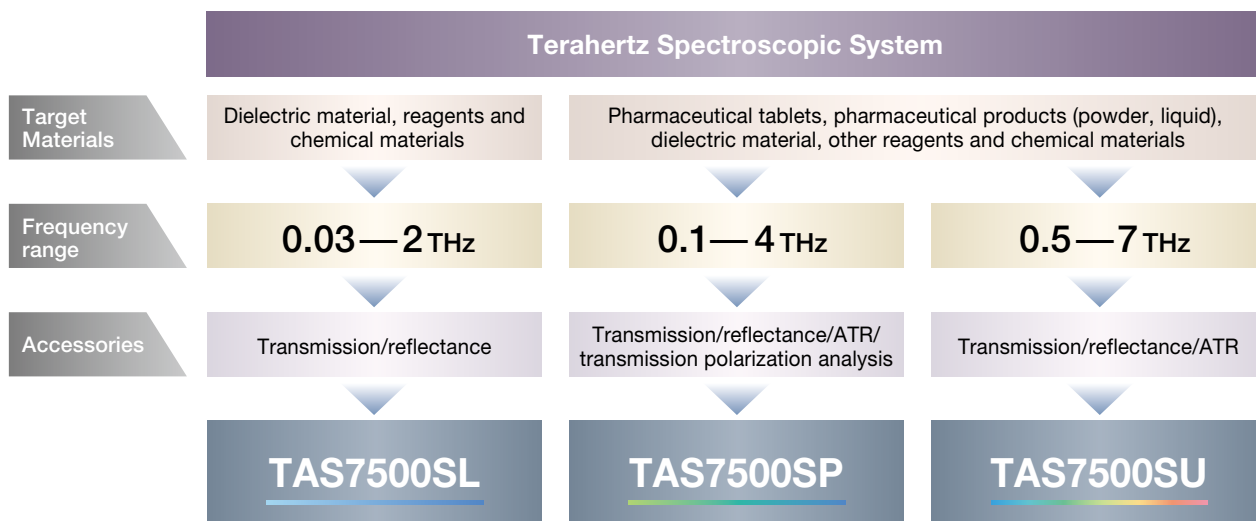 Terahertz Spectroscopic System
Target
Materials
Dielectric material, reagents and
chemical materials
Pharmaceutical tablets, pharmaceutical products (powder, liquid),
dielectric material, other reagents and chemical materials
Frequency
range
0.03—2 THz
0.1—4 THz
0.5—7 THz
Accessories
Transmission/reflectance
Transmission/reflectance/ATR/
transmission polarization analysis
Transmission/reflectance/ATR
TAS7500SL
TAS7500SP
TAS7500SU